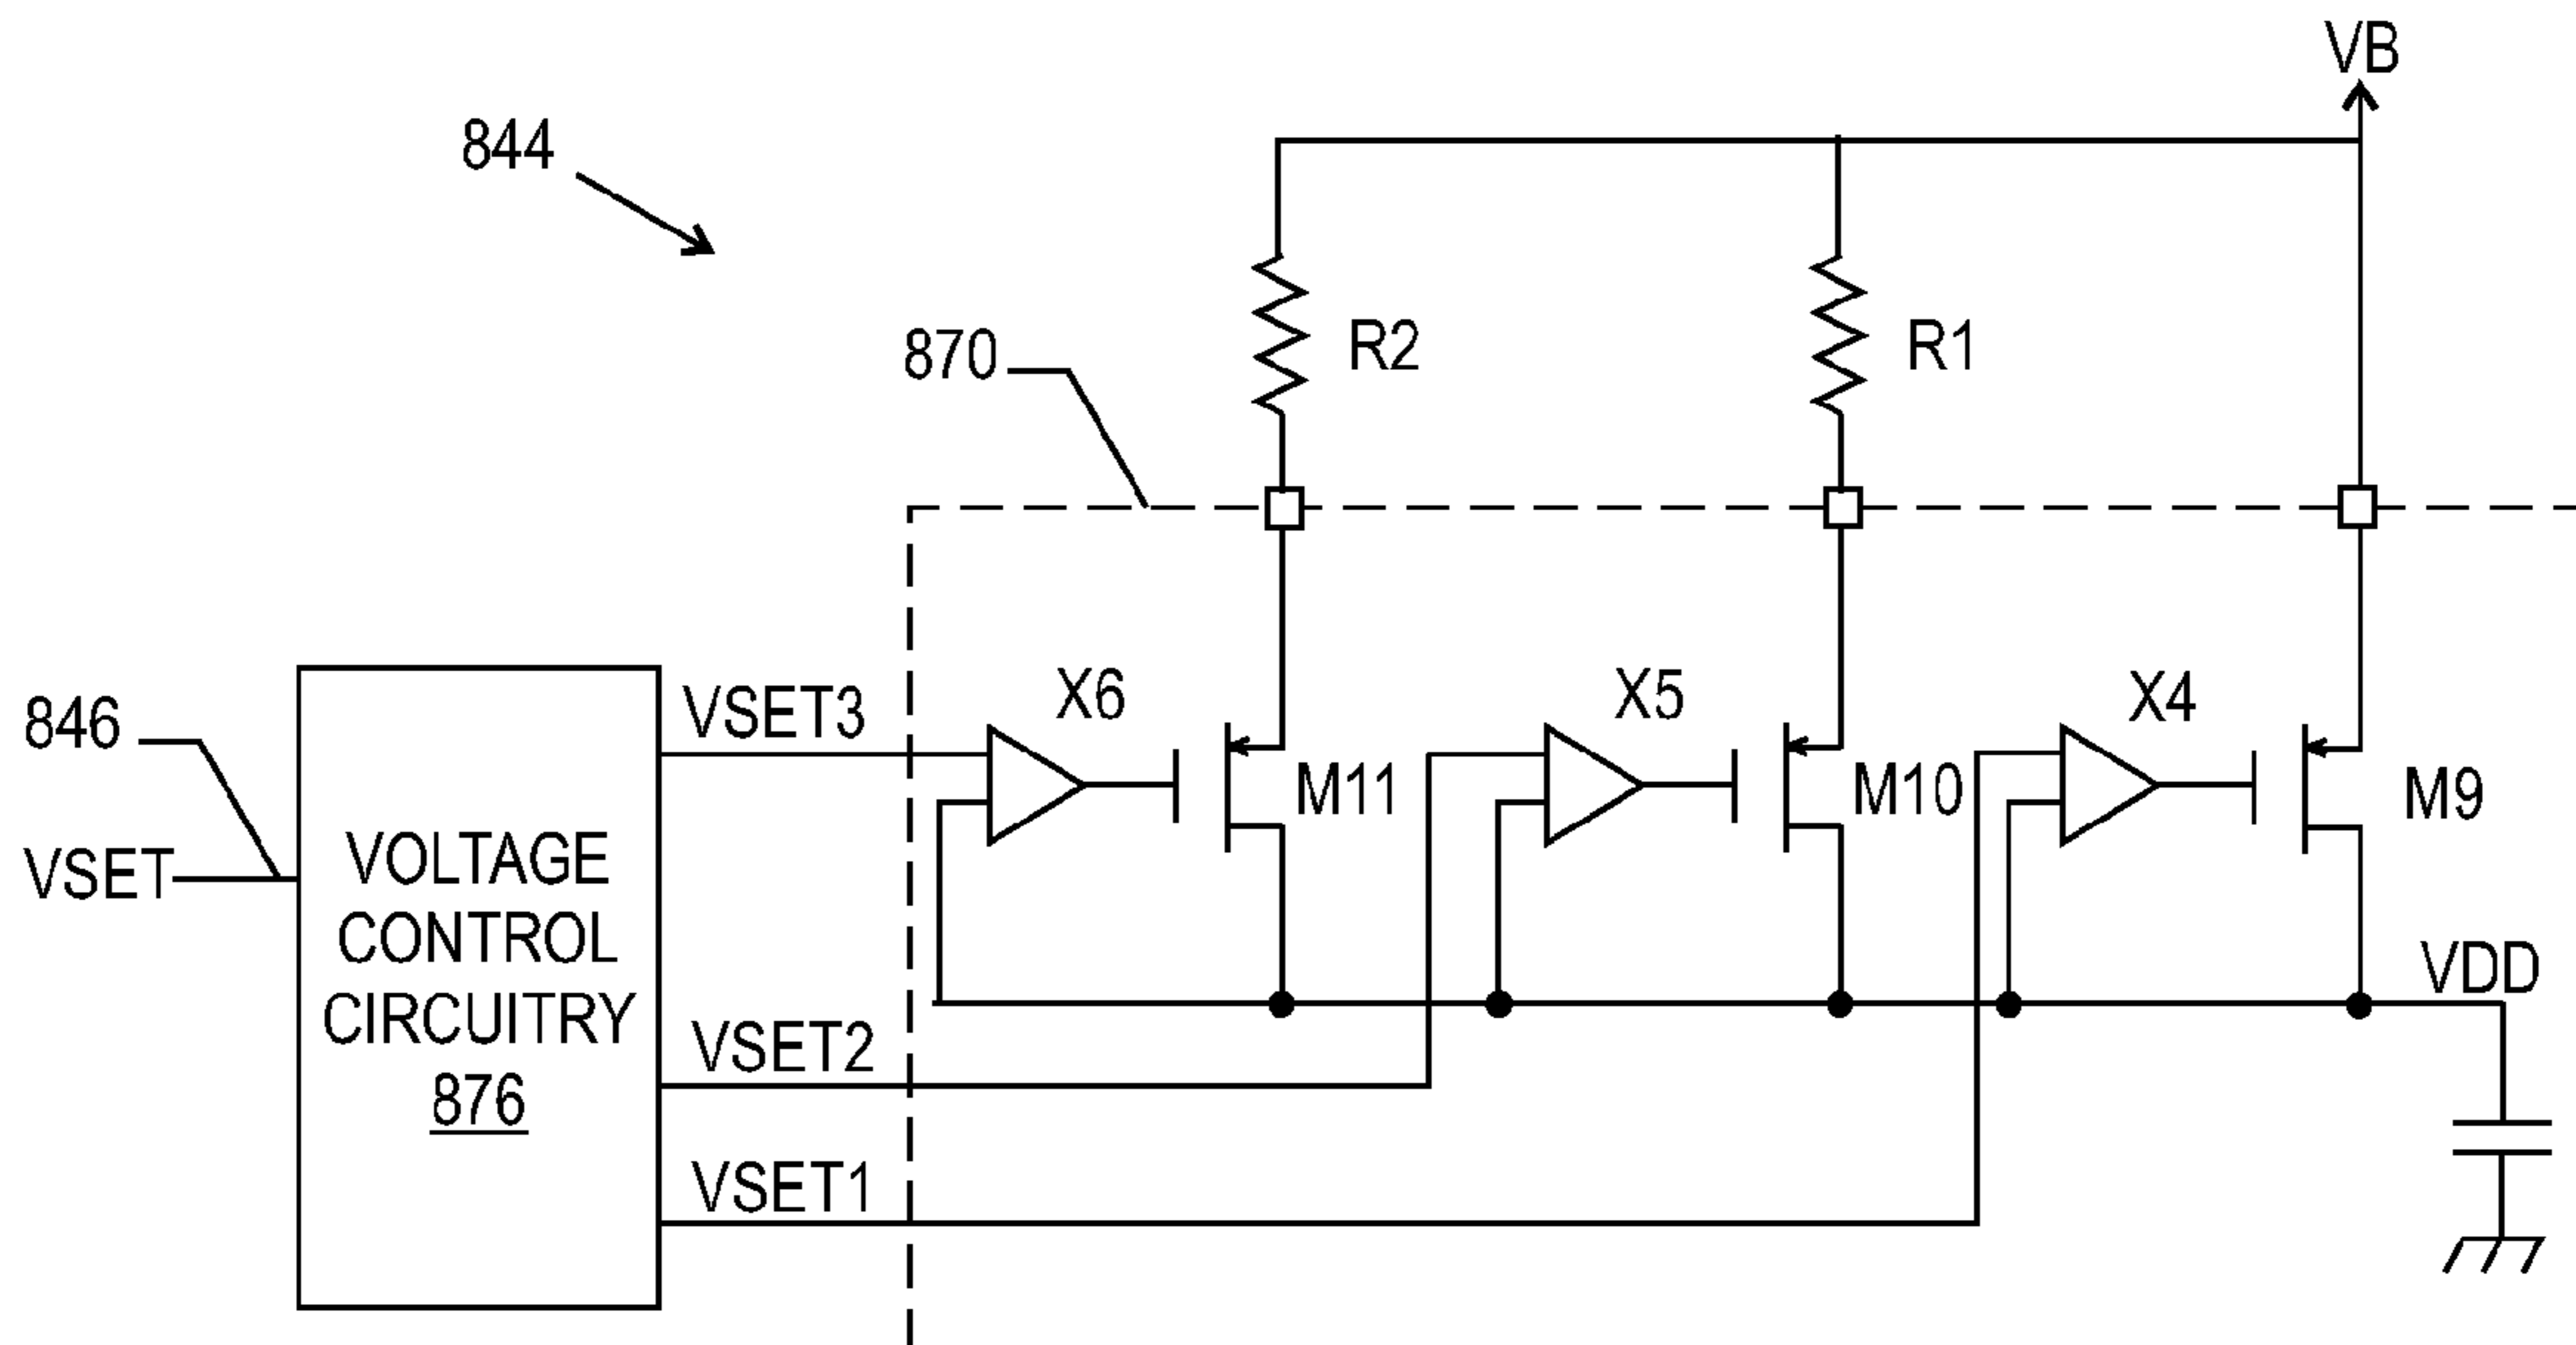 VB
844
R2
R1
870
X6
X5
X4
VSET3
846
M11
M10
M9
VSET
VOLTAGE
CONTROL
CIRCUITRY
876
VDD
VSET2
VSET1